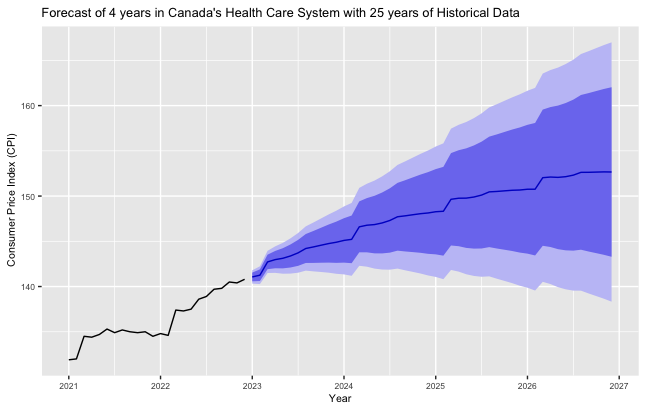 Forecast of 4 years in Canada's Health Care System with 25 years of Historical Data
Consumer Price Index (CPI)
160
150
140
2021 2022 2023 2024 2025 2026 2027
Year